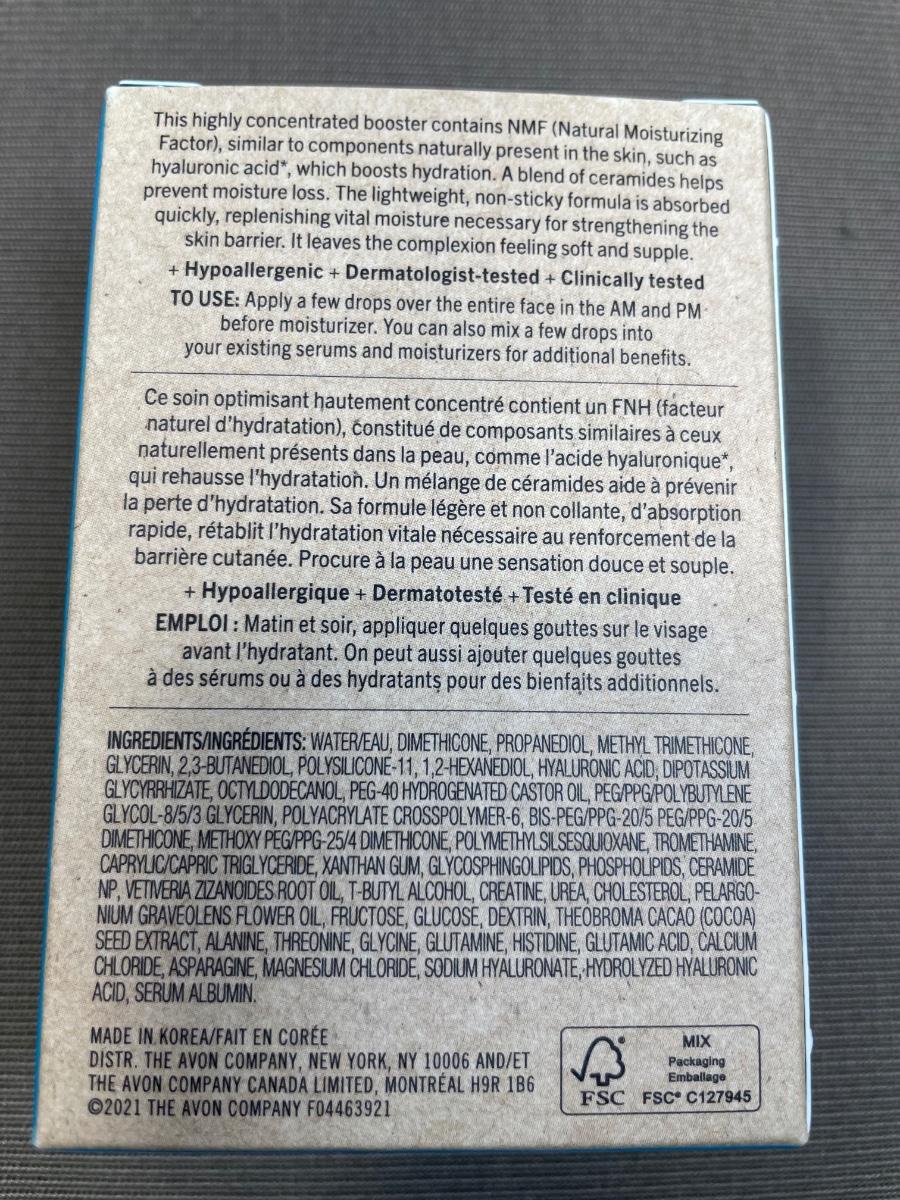 This highly concentrated booster contains NMF (Natural Moisturizing
Factor), similar to components naturally present in the skin, such as
hyaluronic acid*, which boosts hydration. A blend of ceramides helps
prevent moisture loss. The lightweight, non-sticky formula is absorbed
quickly, replenishing vital moisture necessary for strengthening the
skin barrier. It leaves the complexion feeling soft and supple.
+ Hypoallergenic + Dermatologist-tested + Clinically tested
TO USE: Apply a few drops over the entire face in the AM and PM
before moisturizer. You can also mix a few drops into
your existing serums and moisturizers for additional benefits.
Ce soin optimisant hautement concentré contient un FNH (facteur
naturel d'hydratation), constitué de composants similaires à ceux
naturellement présents dans la peau, comme l'acide hyaluronique*,
qui rehausse l'hydratation. Un mélange de céramides aide à prévenir
la perte d'hydratation. Sa formule légère et non collante, d'absorption
rapide, rétablit l'hydratation vitale nécessaire au renforcement de la
barrière cutanée. Procure à la peau une sensation douce et souple.
+ Hypoallergique + Dermatotesté + Testé en clinique
EMPLOI : Matin et soir, appliquer quelques gouttes sur le visage
avant l'hydratant. On peut aussi ajouter quelques gouttes
à des sérums ou à des hydratants pour des bienfaits additionnels.
INGREDIENTS/INGRÉDIENTS: WATER/EAU, DIMETHICONE, PROPANEDIOL, METHYL TRIMETHICONE,
GLYCERIN, 2,3-BUTANEDIOL, POLYSILICONE-11, 1,2-HEXANEDIOL, HYALURONIC ACID, DIPOTASSIUM
GLYCYRRHIZATE, OCTYLDODECANOL, PEG-40 HYDROGENATED CASTOR OIL, PEG/PPG/POLYBUTYLENE
GLYCOL-8/5/3 GLYCERIN, POLYACRYLATE CROSSPOLYMER-6, BIS-PEG/PPG-20/5 PEG/PPG-20/5
DIMETHICONE, METHOXY PEG/PPG-25/4 DIMETHICONE, POLYMETHYLSILSESQUIOXANE, TROMETHAMINE,
CAPRYLIC/CAPRIC TRIGLYCERIDE, XANTHAN GUM, GLYCOSPHINGOLIPIDS, PHOSPHOLIPIDS, CERAMIDE
NP, VETIVERIA ZIZANOIDES ROOT OIL, T-BUTYL ALCOHOL, CREATINE, UREA, CHOLESTEROL, PELARGO-
NIUM GRAVEOLENS FLOWER OIL, FRUCTOSE, GLUCOSE, DEXTRIN, THEOBROMA CACAO (COCOA)
SEED EXTRACT, ALANINE, THREONINE, GLYCINE, GLUTAMINE, HISTIDINE, GLUTAMIC ACID, CALCIUM
CHLORIDE, ASPARAGINE, MAGNESIUM CHLORIDE, SODIUM HYALURONATE, HYDROLYZED HYALURONIC
ACID, SERUM ALBUMIN.
MADE IN KOREA/FAIT EN CORÉE
DISTR. THE AVON COMPANY, NEW YORK, NY 10006 AND/ET
THE AVON COMPANY CANADA LIMITED, MONTRÉAL H9R 1B6
©2021 THE AVON COMPANY F04463921
FSC
MIX
Packaging
Emballage
FSC® C127945